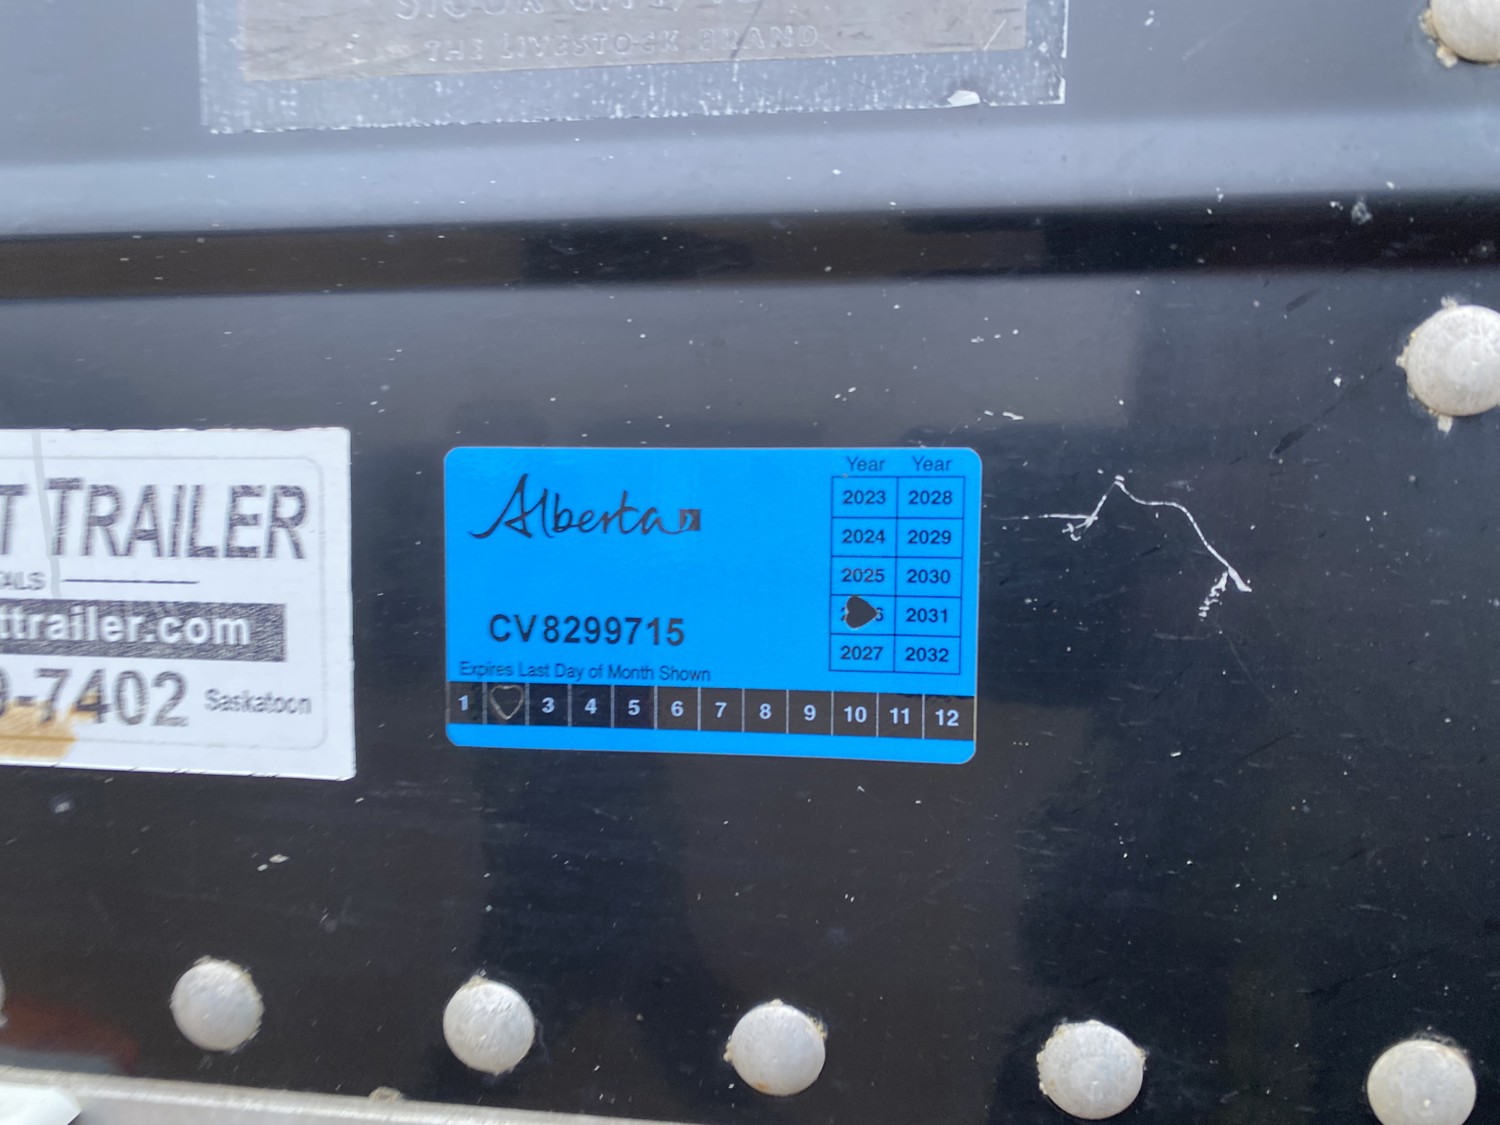 THE LIVESTOCK BRAND
TRAILER
ttrailer.com
-7402 Saskatoon
Alberta
CV8299715
Expires Last Day of Month Shown
1 3 4 5 6 7 8 9 10 11 12
Year Year
2023 2028
2024 2029
2025 2030
2031
2027 2032